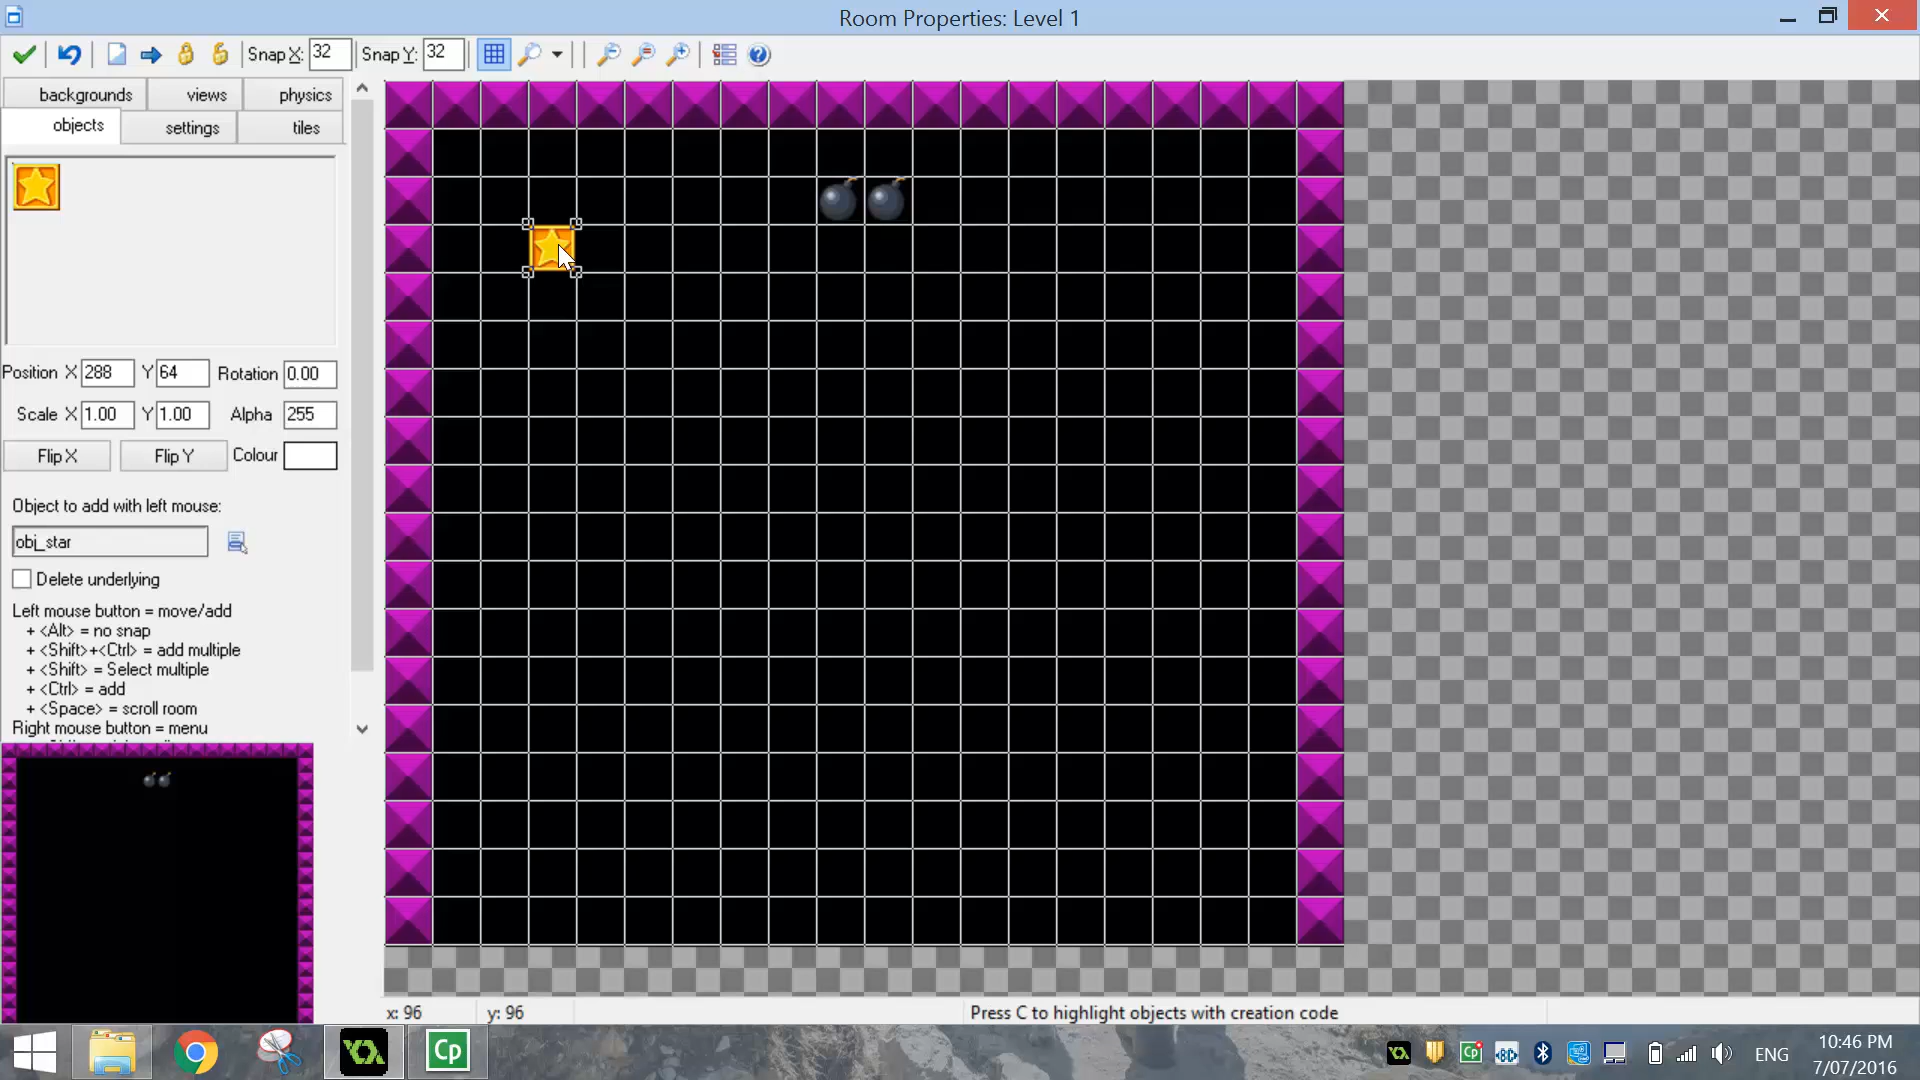 Room Properties: Level 1
Snap X: 32 Snap Y: 32
backgrounds views physics
objects settings tiles
Position X 288 Y 64 Rotation 0.00
Scale X 1.00 Y 1.00 Alpha 255
Flip X Flip Y Colour
Object to add with left mouse:
obj_star
Delete underlying
Left mouse button = move/add
+ <Alt> = no snap
+ <Shift>+<Ctrl> = add multiple
+ <Shift> = Select multiple
+ <Ctrl> = add
+ <Space> = scroll room
Right mouse button = menu
x: 96 y: 96 Press C to highlight objects with creation code
Cp
Cp
ENG
10:46 PM
7/07/2016